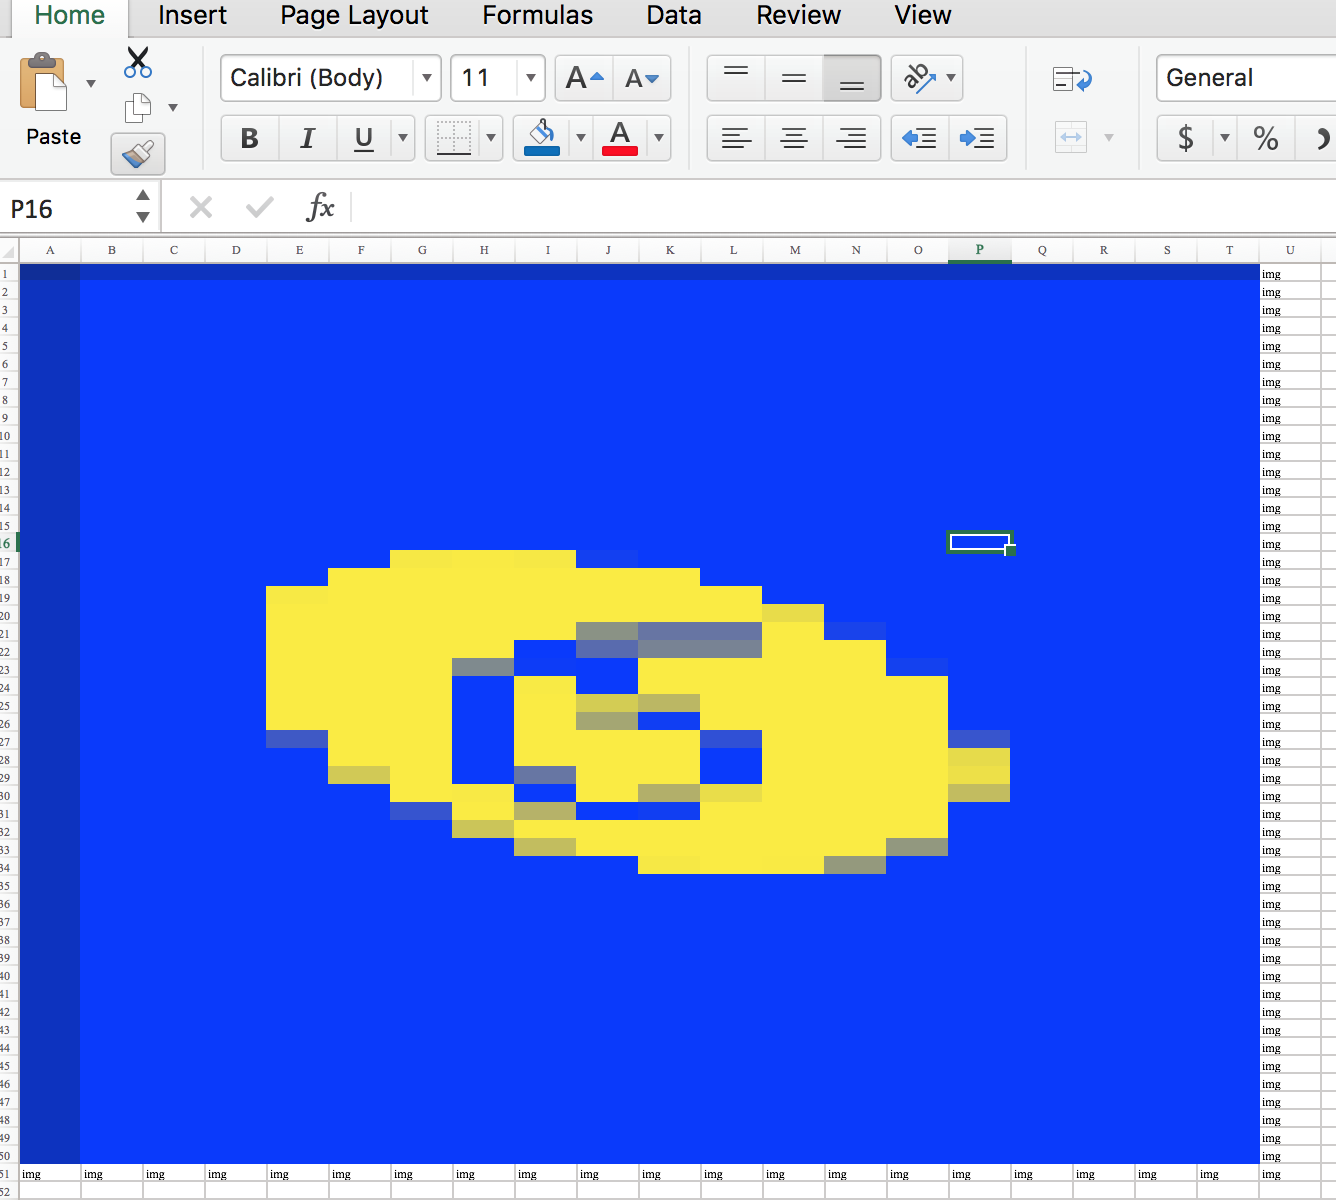 Home Insert Page Layout Formulas Data Review View
Calibri (Body) 11 A A ab General
Paste B I U A $ %
P16 fx
A B C D E F G H I J K L M N O P Q R S T U
1 img
2 img
3 img
4 img
5 img
6 img
7 img
8 img
9 img
10 img
11 img
12 img
13 img
14 img
15 img
16 img
17 img
18 img
19 img
20 img
21 img
22 img
23 img
24 img
25 img
26 img
27 img
28 img
29 img
30 img
31 img
32 img
33 img
34 img
35 img
36 img
37 img
38 img
39 img
40 img
41 img
42 img
43 img
44 img
45 img
46 img
47 img
48 img
49 img
50 img
51 img img img img img img img img img img img img img img img img img img img img img
52